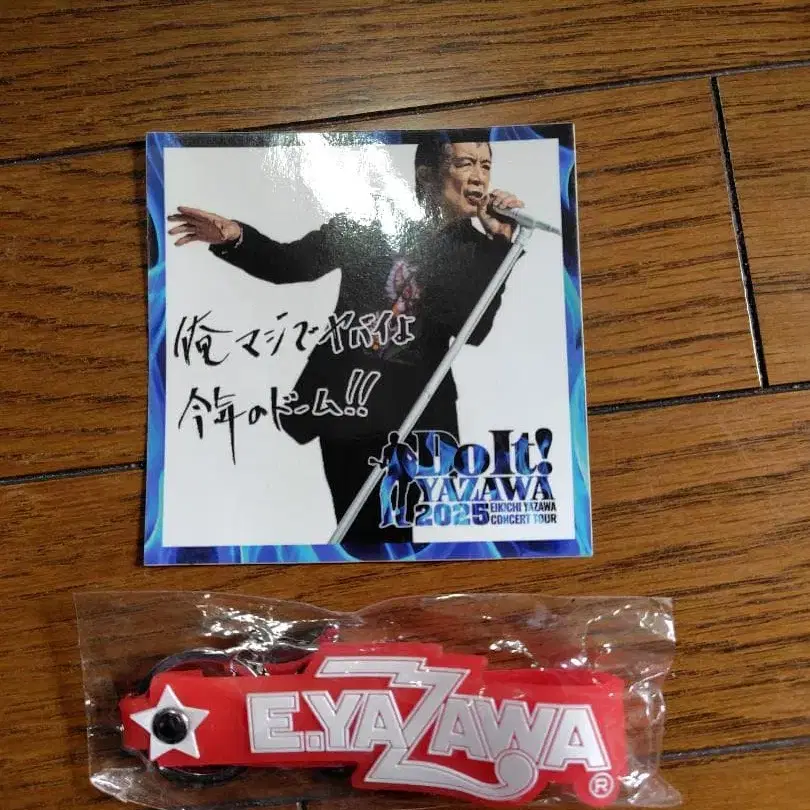 俺マジでヤバイよ
今年のドーム!!
Do It!
YAZAWA
2025 EIKICHI YAZAWA
CONCERT TOUR
E.YAZAWA®